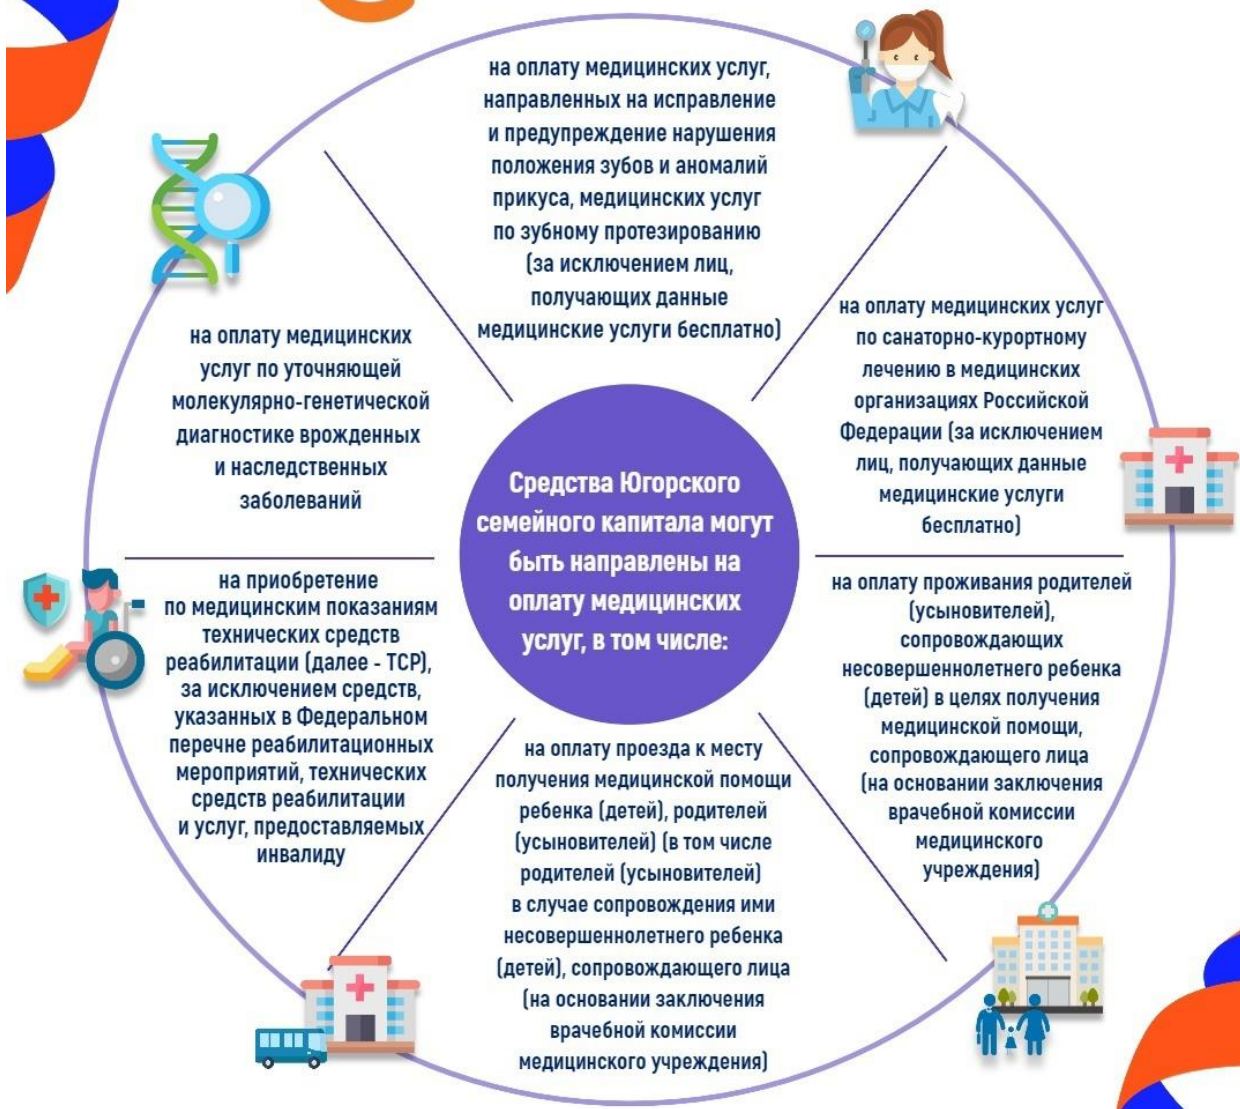 на оплату медицинских услуг,
направленных на исправление
и предупреждение нарушения
положения зубов и аномалий
прикуса, медицинских услуг
по зубному протезированию
(за исключением лиц,
получающих данные
медицинские услуги бесплатно)
на оплату медицинских услуг
по санаторно-курортному
лечению в медицинских
организациях Российской
Федерации (за исключением
лиц, получающих данные
медицинские услуги
бесплатно)
на оплату проживания родителей
(усыновителей),
сопровождающих
несовершеннолетнего ребенка
(детей) в целях получения
медицинской помощи,
сопровождающего лица
(на основании заключения
врачебной комиссии
медицинского
учреждения)
на оплату проезда к месту
получения медицинской помощи
ребенка (детей), родителей
(усыновителей) (в том числе
родителей (усыновителей)
в случае сопровождения ими
несовершеннолетнего ребенка
(детей), сопровождающего лица
(на основании заключения
врачебной комиссии
медицинского учреждения)
на приобретение
по медицинским показаниям
технических средств
реабилитации (далее - ТСР),
за исключением средств,
указанных в Федеральном
перечне реабилитационных
мероприятий, технических
средств реабилитации
и услуг, предоставляемых
инвалиду
на оплату медицинских
услуг по уточняющей
молекулярно-генетической
диагностике врожденных
и наследственных
заболеваний
Средства Югорского
семейного капитала могут
быть направлены на
оплату медицинских
услуг, в том числе: